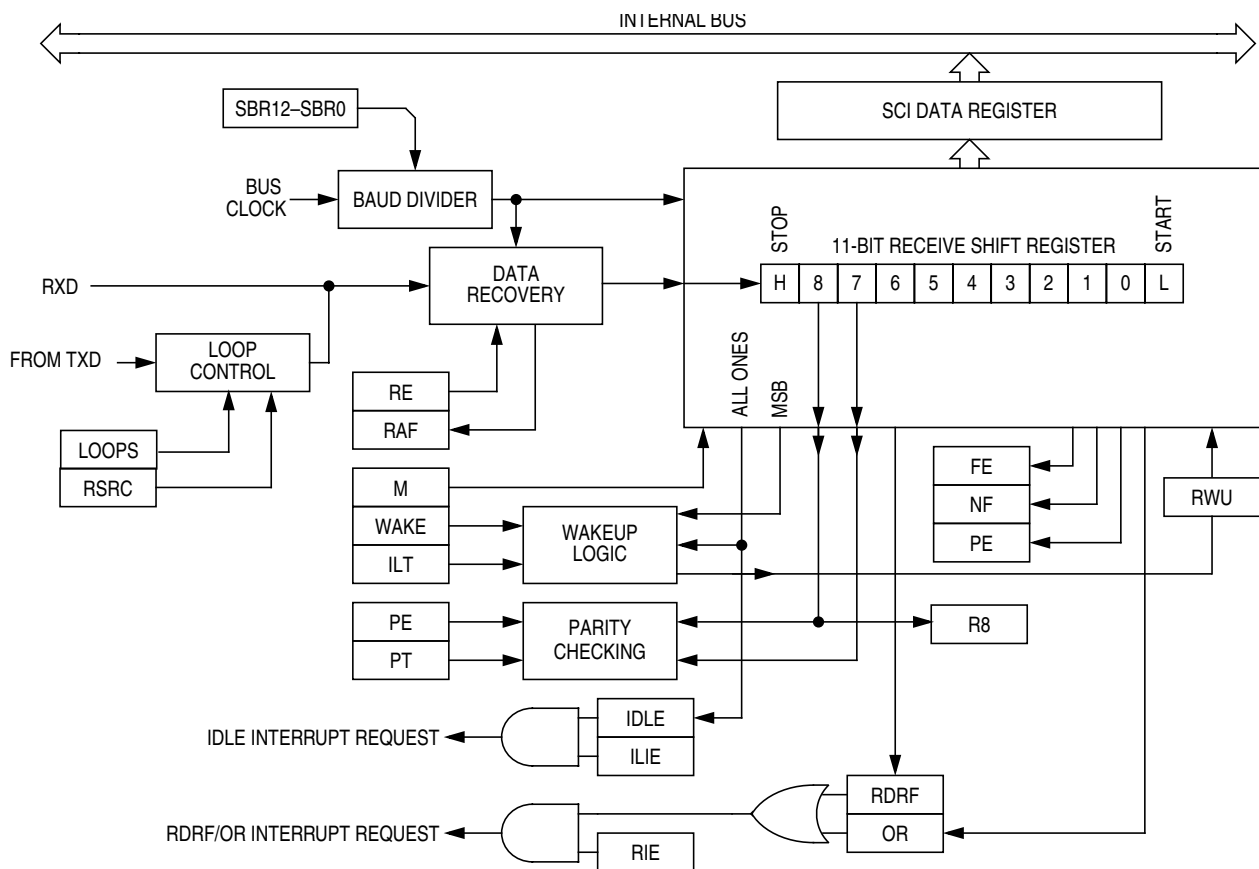 INTERNAL BUS
SBR12–SBR0
SCI DATA REGISTER
BUS
CLOCK
BAUD DIVIDER
STOP
11-BIT RECEIVE SHIFT REGISTER
START
H 8 7 6 5 4 3 2 1 0 L
RXD
DATA
RECOVERY
FROM TXD
LOOP
CONTROL
ALL ONES
MSB
RE
RAF
LOOPS
RSRC
M
WAKE
ILT
WAKEUP
LOGIC
FE
NF
PE
RWU
PE
PT
PARITY
CHECKING
R8
IDLE INTERRUPT REQUEST
IDLE
ILIE
RDRF/OR INTERRUPT REQUEST
RDRF
OR
RIE